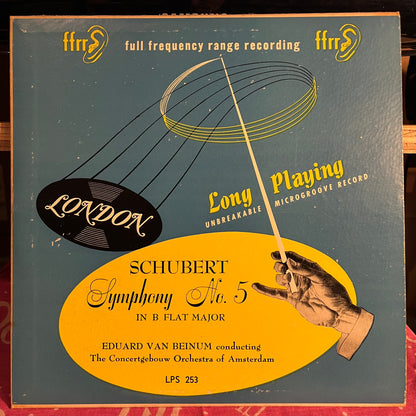 ffrr full frequency range recording ffrr
LONDON
Long Playing
UNBREAKABLE MICROGROOVE RECORD
SCHUBERT
Symphony No. 5
IN B FLAT MAJOR
EDUARD VAN BEINUM conducting
The Concertgebouw Orchestra of Amsterdam
LPS 253